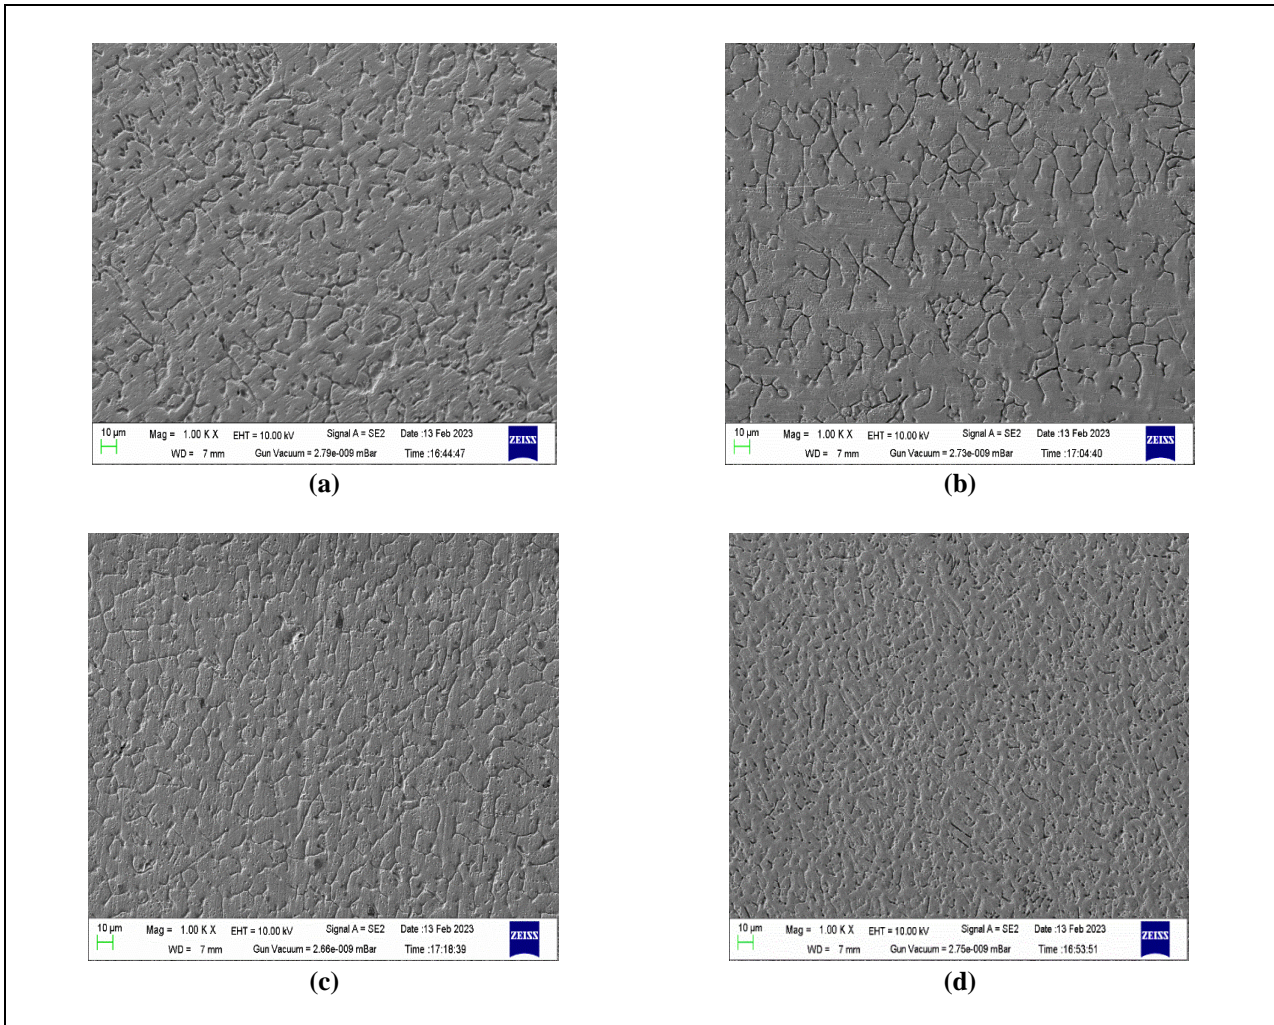 10 µm Mag = 1.00 K X EHT = 10.00 kV Signal A = SE2 Date :13 Feb 2023 ZEISS
WD = 7 mm Gun Vacuum = 2.79e-009 mBar Time :16:44:47
(a)
10 µm Mag = 1.00 K X EHT = 10.00 kV Signal A = SE2 Date :13 Feb 2023 ZEISS
WD = 7 mm Gun Vacuum = 2.73e-009 mBar Time :17:04:40
(b)
10 µm Mag = 1.00 K X EHT = 10.00 kV Signal A = SE2 Date :13 Feb 2023 ZEISS
WD = 7 mm Gun Vacuum = 2.66e-009 mBar Time :17:18:39
(c)
10 µm Mag = 1.00 K X EHT = 10.00 kV Signal A = SE2 Date :13 Feb 2023 ZEISS
WD = 7 mm Gun Vacuum = 2.75e-009 mBar Time :16:53:51
(d)